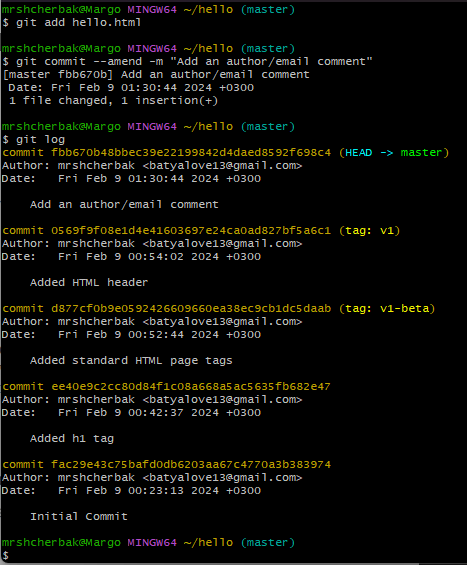 mrshcherbak@Margo MINGW64 ~/hello (master)
$ git add hello.html
mrshcherbak@Margo MINGW64 ~/hello (master)
$ git commit --amend -m "Add an author/email comment"
[master fbb670b] Add an author/email comment
Date: Fri Feb 9 01:30:44 2024 +0300
1 file changed, 1 insertion(+)
mrshcherbak@Margo MINGW64 ~/hello (master)
$ git log
commit fbb670b48bbec39e22199842d4daed8592f698c4 (HEAD -> master)
Author: mrshcherbak <batyalove13@gmail.com>
Date:   Fri Feb 9 01:30:44 2024 +0300
Add an author/email comment
commit 0569f9f08e1d4e41603697e24ca0ad827bf5a6c1 (tag: v1)
Author: mrshcherbak <batyalove13@gmail.com>
Date:   Fri Feb 9 00:54:02 2024 +0300
Added HTML header
commit d877cf0b9e0592426609660ea38ec9cb1dc5daab (tag: v1-beta)
Author: mrshcherbak <batyalove13@gmail.com>
Date:   Fri Feb 9 00:52:44 2024 +0300
Added standard HTML page tags
commit ee40e9c2cc80d84f1c08a668a5ac5635fb682e47
Author: mrshcherbak <batyalove13@gmail.com>
Date:   Fri Feb 9 00:42:37 2024 +0300
Added h1 tag
commit fac29e43c75bafd0db6203aa67c4770a3b383974
Author: mrshcherbak <batyalove13@gmail.com>
Date:   Fri Feb 9 00:23:13 2024 +0300
Initial Commit
mrshcherbak@Margo MINGW64 ~/hello (master)
$